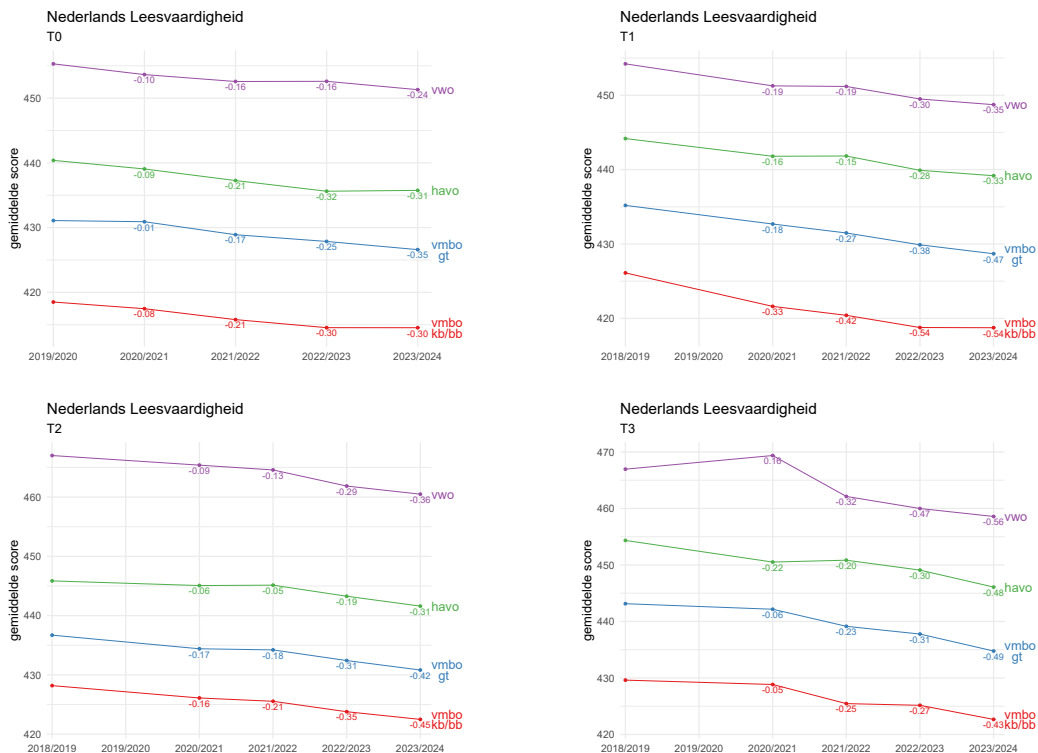 Nederlands Leesvaardigheid
T0
gemiddelde score
450
440
430
420
-0.10
-0.16
-0.16
-0.24
vwo
-0.09
-0.21
-0.32
-0.31
havo
-0.01
-0.17
-0.25
-0.35
vmbo
gt
-0.08
-0.21
-0.30
-0.30
vmbo
kb/bb
2019/2020 2020/2021 2021/2022 2022/2023 2023/2024
Nederlands Leesvaardigheid
T1
gemiddelde score
450
440
430
420
-0.19
-0.19
-0.30
-0.35
vwo
-0.16
-0.15
-0.28
-0.33
havo
-0.18
-0.27
-0.38
-0.47
vmbo
gt
-0.33
-0.42
-0.54
-0.54
vmbo
kb/bb
2018/2019 2019/2020 2020/2021 2021/2022 2022/2023 2023/2024
Nederlands Leesvaardigheid
T2
gemiddelde score
460
450
440
430
420
-0.09
-0.13
-0.29
-0.36
vwo
-0.06
-0.05
-0.19
-0.31
havo
-0.17
-0.18
-0.31
-0.42
vmbo
gt
-0.16
-0.21
-0.35
-0.45
vmbo
kb/bb
2018/2019 2019/2020 2020/2021 2021/2022 2022/2023 2023/2024
Nederlands Leesvaardigheid
T3
gemiddelde score
470
460
450
440
430
420
0.16
-0.32
-0.47
-0.56
vwo
-0.22
-0.20
-0.30
-0.48
havo
-0.06
-0.23
-0.31
-0.49
vmbo
gt
-0.05
-0.25
-0.27
-0.43
vmbo
kb/bb
2018/2019 2019/2020 2020/2021 2021/2022 2022/2023 2023/2024